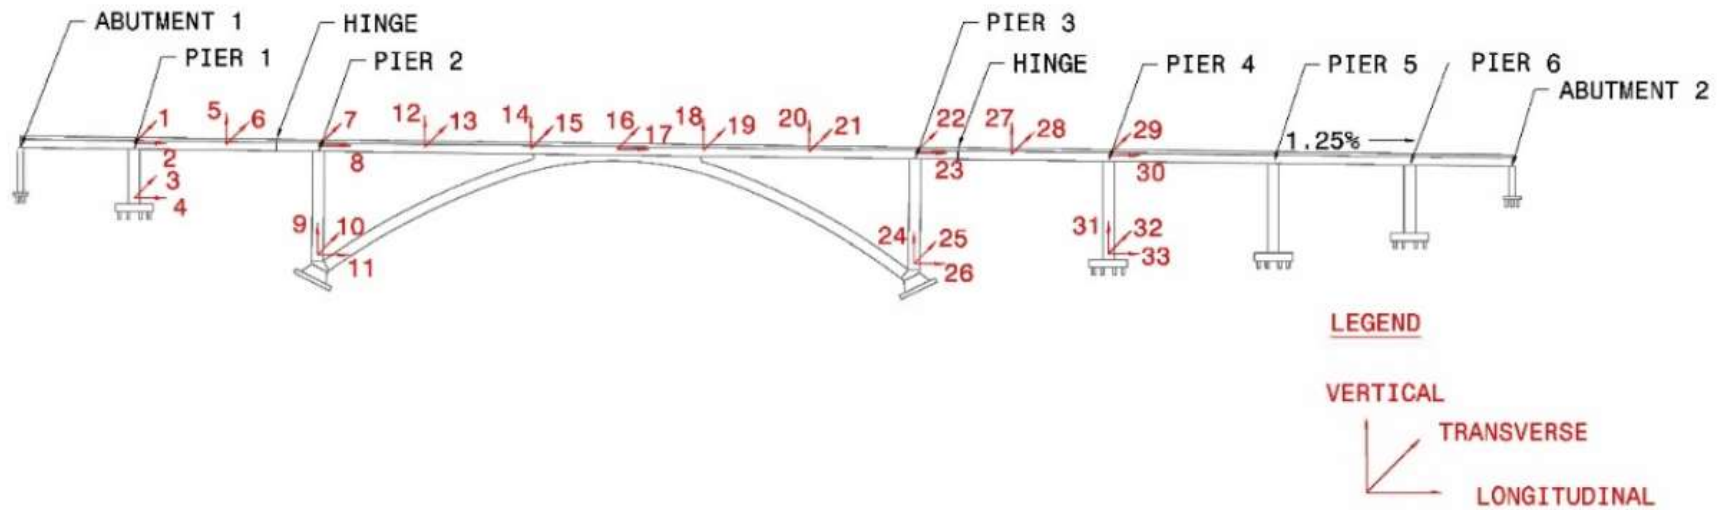 ABUTMENT 1
HINGE
PIER 3
PIER 1
PIER 2
HINGE
PIER 4
PIER 5
PIER 6
ABUTMENT 2
1
5
6
7
12
13
14
15
16
17
18
19
20
21
22
27
28
29
1.25%
2
8
23
30
3
4
9
10
11
24
25
26
31
32
33
LEGEND
VERTICAL
TRANSVERSE
LONGITUDINAL